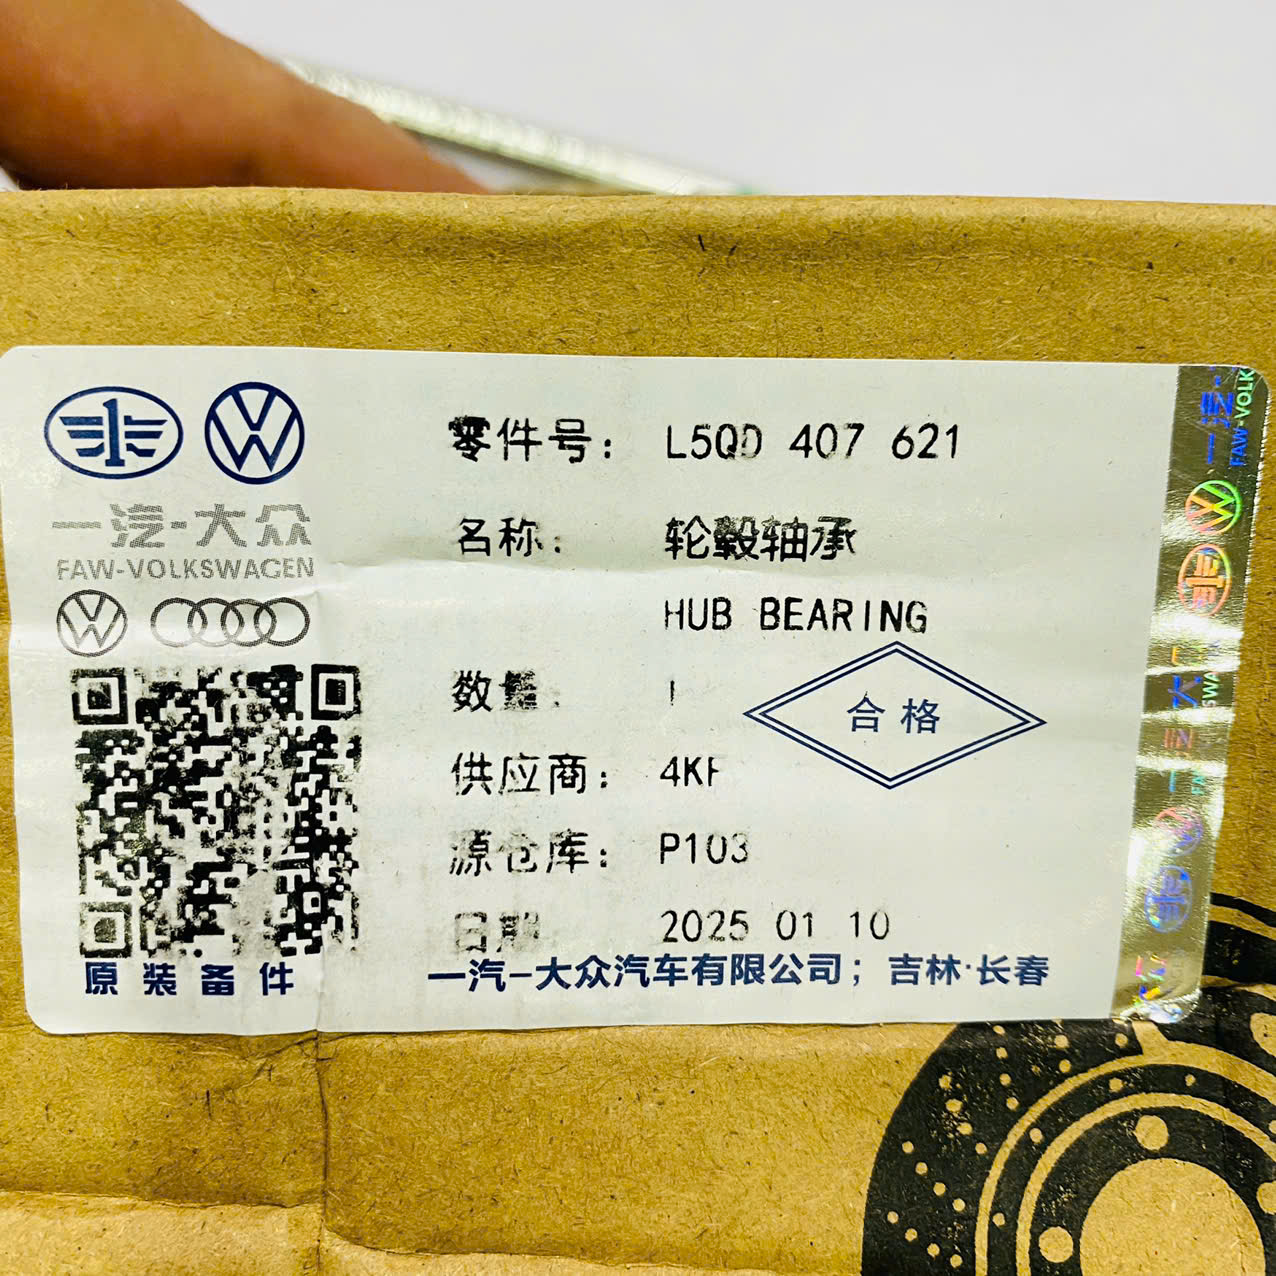 一汽-大众
FAW-VOLKSWAGEN
原装备件
零件号: L5QD 407 621
名称: 轮毂轴承
HUB BEARING
数量:
合格
供应商: 4KF
源仓库: P103
日期 2025 01 10
一汽-大众汽车有限公司; 吉林·长春
FAW-VOLK